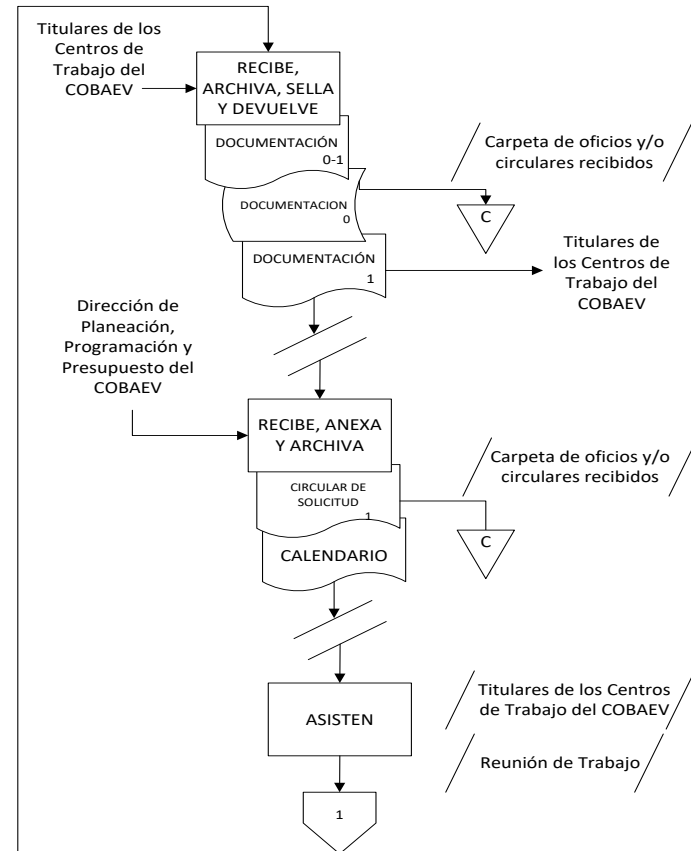 Titulares de los
Centros de
Trabajo del
COBAEV
RECIBE,
ARCHIVA, SELLA
Y DEVUELVE
DOCUMENTACIÓN
0-1
Carpeta de oficios y/o
circulares recibidos
C
DOCUMENTACION
0
DOCUMENTACIÓN
1
Titulares de
los Centros de
Trabajo del
COBAEV
Dirección de
Planeación,
Programación y
Presupuesto del
COBAEV
RECIBE, ANEXA
Y ARCHIVA
Carpeta de oficios y/o
circulares recibidos
CIRCULAR DE
SOLICITUD
1
C
CALENDARIO
ASISTEN
Titulares de los Centros
de Trabajo del COBAEV
Reunión de Trabajo
1